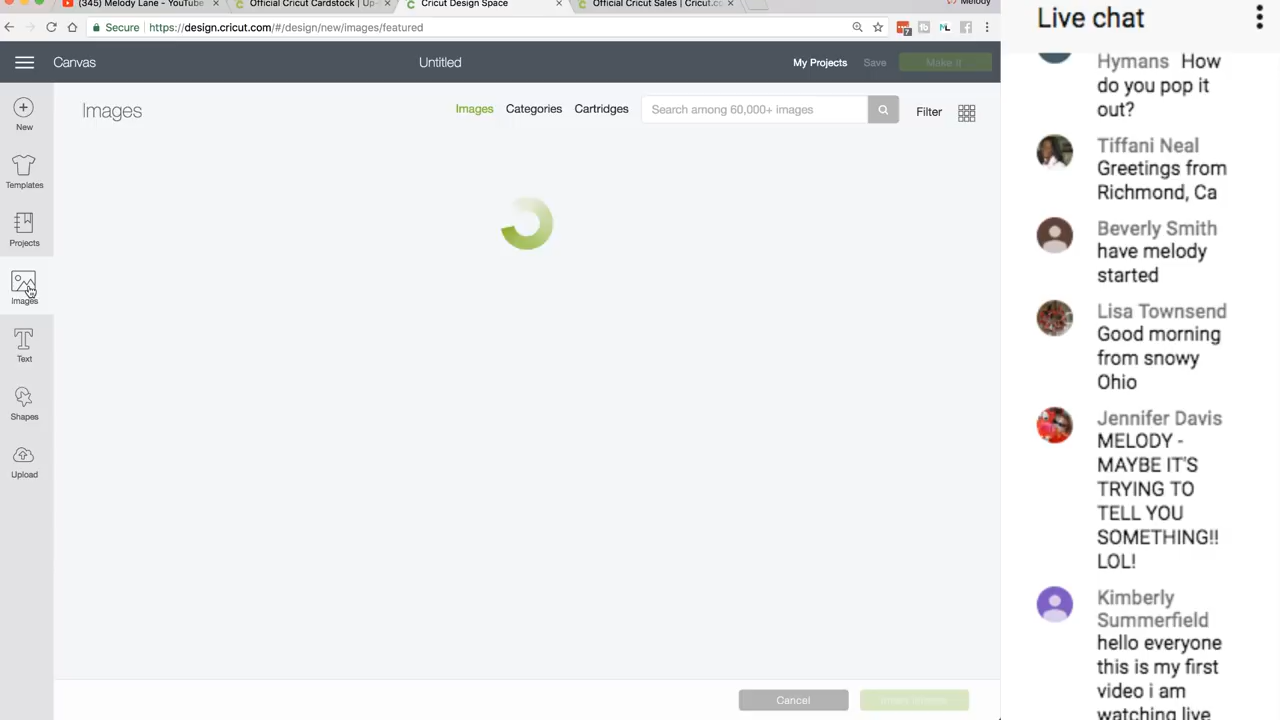 (345) Melody Lane - YouTube
Official Cricut Cardstock | Up-
Cricut Design Space
Official Cricut Sales | Cricut.co
Melody
Secure
https://design.cricut.com/#/design/new/images/featured
Canvas
Untitled
My Projects
Save
Make It
Images
Images
Categories
Cartridges
Search among 60,000+ images
Filter
New
Templates
Projects
Images
Text
Shapes
Upload
Cancel
Live chat
Hymans How
do you pop it
out?
Tiffani Neal
Greetings from
Richmond, Ca
Beverly Smith
have melody
started
Lisa Townsend
Good morning
from snowy
Ohio
Jennifer Davis
MELODY -
MAYBE IT'S
TRYING TO
TELL YOU
SOMETHING!!
LOL!
Kimberly
Summerfield
hello everyone
this is my first
video i am
watching live